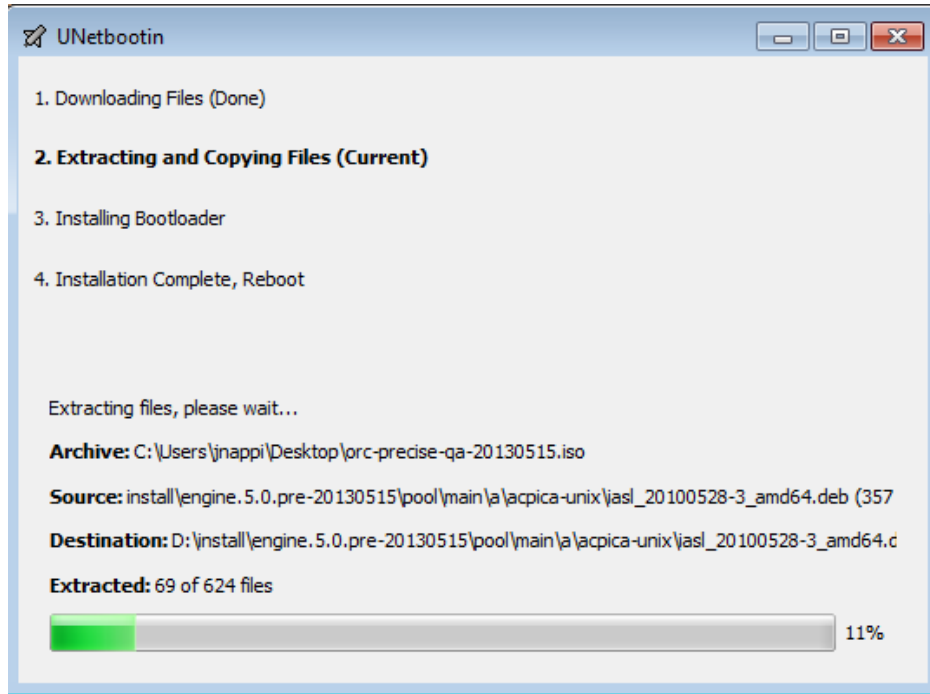 UNetbootin
1. Downloading Files (Done)
2. Extracting and Copying Files (Current)
3. Installing Bootloader
4. Installation Complete, Reboot
Extracting files, please wait...
Archive: C:\Users\jnappi\Desktop\orc-precise-qa-20130515.iso
Source: install\engine.5.0.pre-20130515\pool\main\a\acpica-unix\iasl_20100528-3_amd64.deb (357
Destination: D:\install\engine.5.0.pre-20130515\pool\main\a\acpica-unix\iasl_20100528-3_amd64.d
Extracted: 69 of 624 files
11%